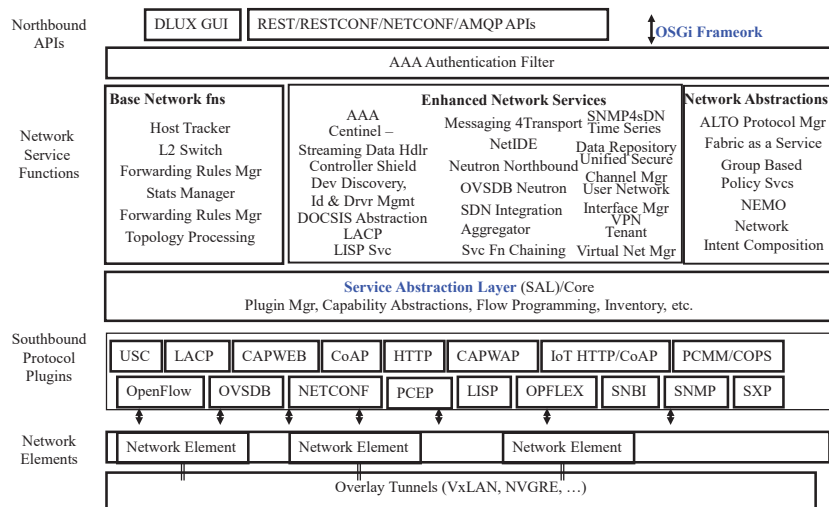 Northbound
APIs
DLUX GUI
REST/RESTCONF/NETCONF/AMQP APIs
OSGi Frameork
AAA Authentication Filter
Network
Service
Functions
Base Network fns
Host Tracker
L2 Switch
Forwarding Rules Mgr
Stats Manager
Forwarding Rules Mgr
Topology Processing
Enhanced Network Services
AAA
Centinel –
Streaming Data Hdlr
Controller Shield
Dev Discovery,
Id & Drvr Mgmt
DOCSIS Abstraction
LACP
LISP Svc
Messaging 4Transport
NetIDE
Neutron Northbound
OVSDB Neutron
SDN Integration
Aggregator
Svc Fn Chaining
SNMP4sDN
Time Series
Data Repository
Unified Secure
Channel Mgr
User Network
Interface Mgr
VPN
Tenant
Virtual Net Mgr
Network Abstractions
ALTO Protocol Mgr
Fabric as a Service
Group Based
Policy Svcs
NEMO
Network
Intent Composition
Service Abstraction Layer (SAL)/Core
Plugin Mgr, Capability Abstractions, Flow Programming, Inventory, etc.
Southbound
Protocol
Plugins
USC
LACP
CAPWEB
CoAP
HTTP
CAPWAP
IoT HTTP/CoAP
PCMM/COPS
OpenFlow
OVSDB
NETCONF
PCEP
LISP
OPFLEX
SNBI
SNMP
SXP
Network
Elements
Network Element
Network Element
Network Element
Overlay Tunnels (VxLAN, NVGRE, …)